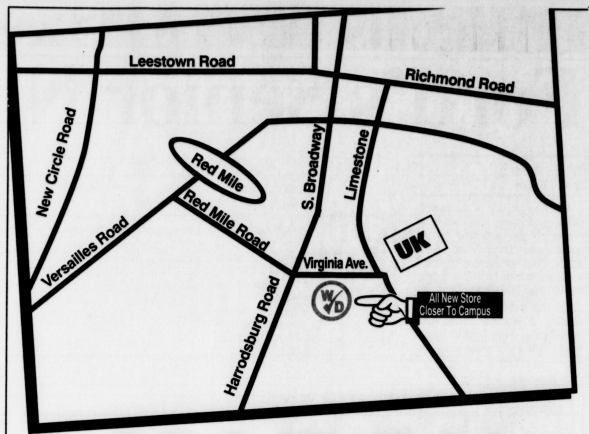 Leestown Road
Richmond Road
New Circle Road
Red Mile
S. Broadway
Limestone
Versailles Road
Red Mile Road
UK
Virginia Ave.
W/D
All New Store
Closer To Campus
Harrodsburg Road